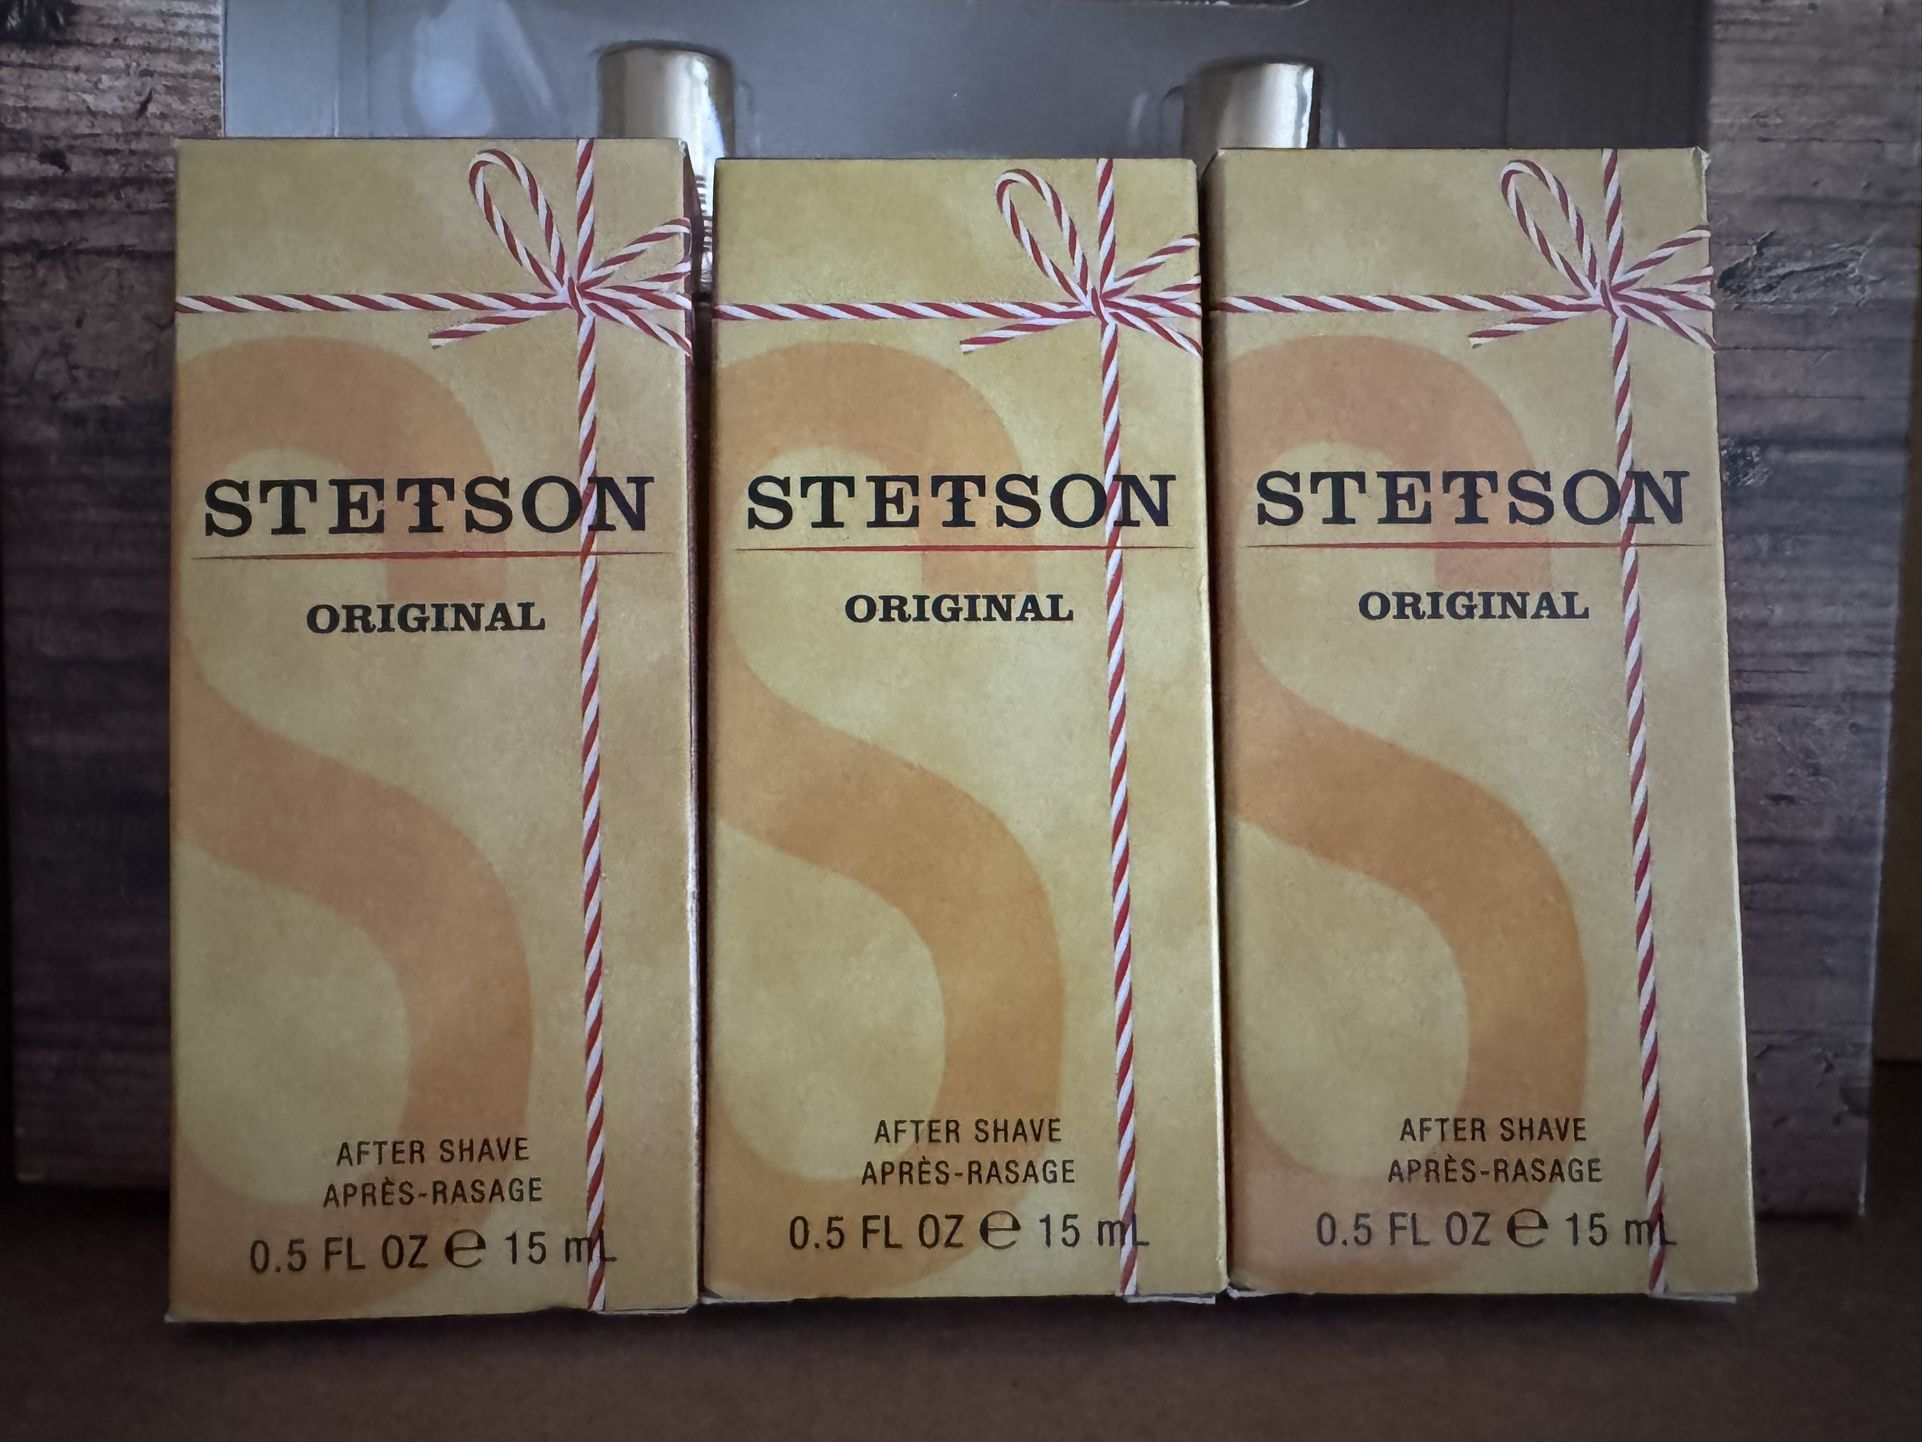 STETSON
ORIGINAL
AFTER SHAVE
APRÈS-RASAGE
0.5 FL OZ ℮ 15 mL
STETSON
ORIGINAL
AFTER SHAVE
APRÈS-RASAGE
0.5 FL OZ ℮ 15 mL
STETSON
ORIGINAL
AFTER SHAVE
APRÈS-RASAGE
0.5 FL OZ ℮ 15 mL